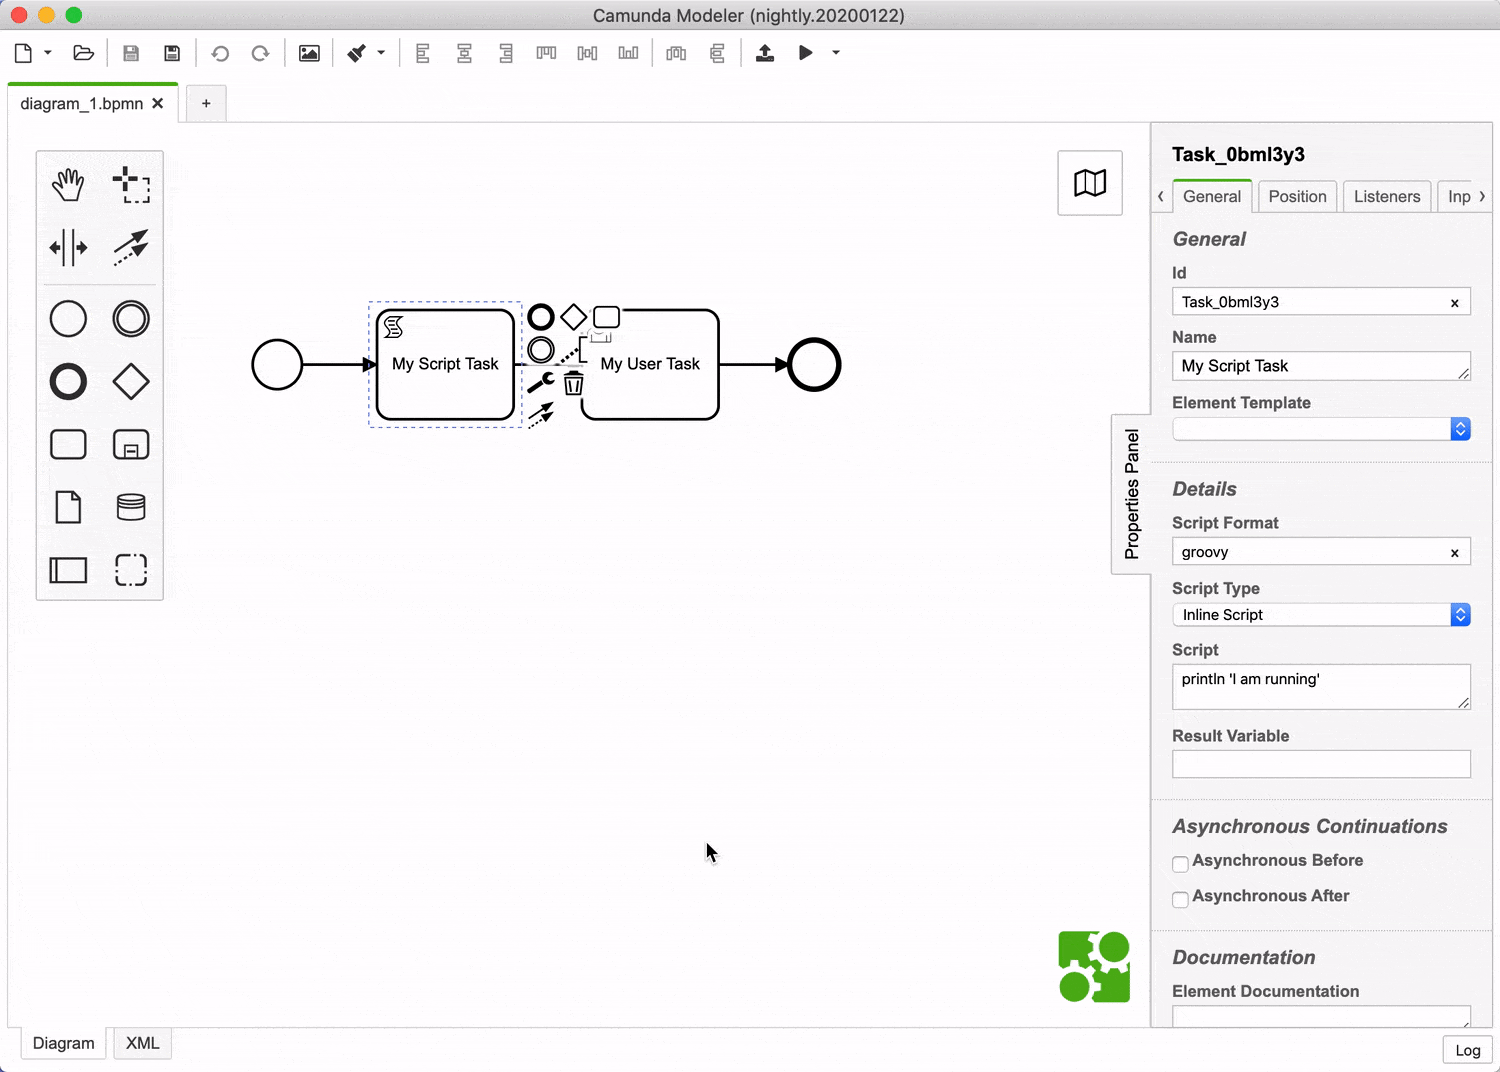 Camunda Modeler (nightly.20200122)
diagram_1.bpmn
+
Task_0bml3y3
General
Position
Listeners
Inp
General
Id
Task_0bml3y3
Name
My Script Task
Element Template
Properties Panel
Details
Script Format
groovy
Script Type
Inline Script
Script
println 'I am running'
Result Variable
Asynchronous Continuations
Asynchronous Before
Asynchronous After
Documentation
Element Documentation
My Script Task
My User Task
Diagram
XML
Log